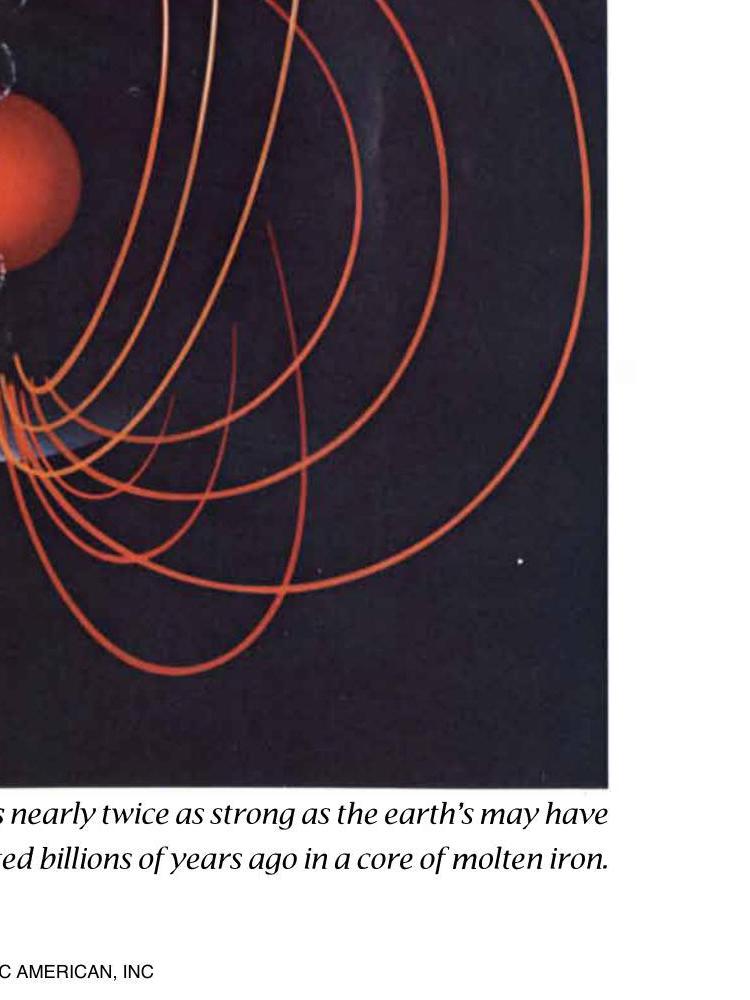 s nearly twice as strong as the earth's may have
ed billions of years ago in a core of molten iron.
C AMERICAN, INC